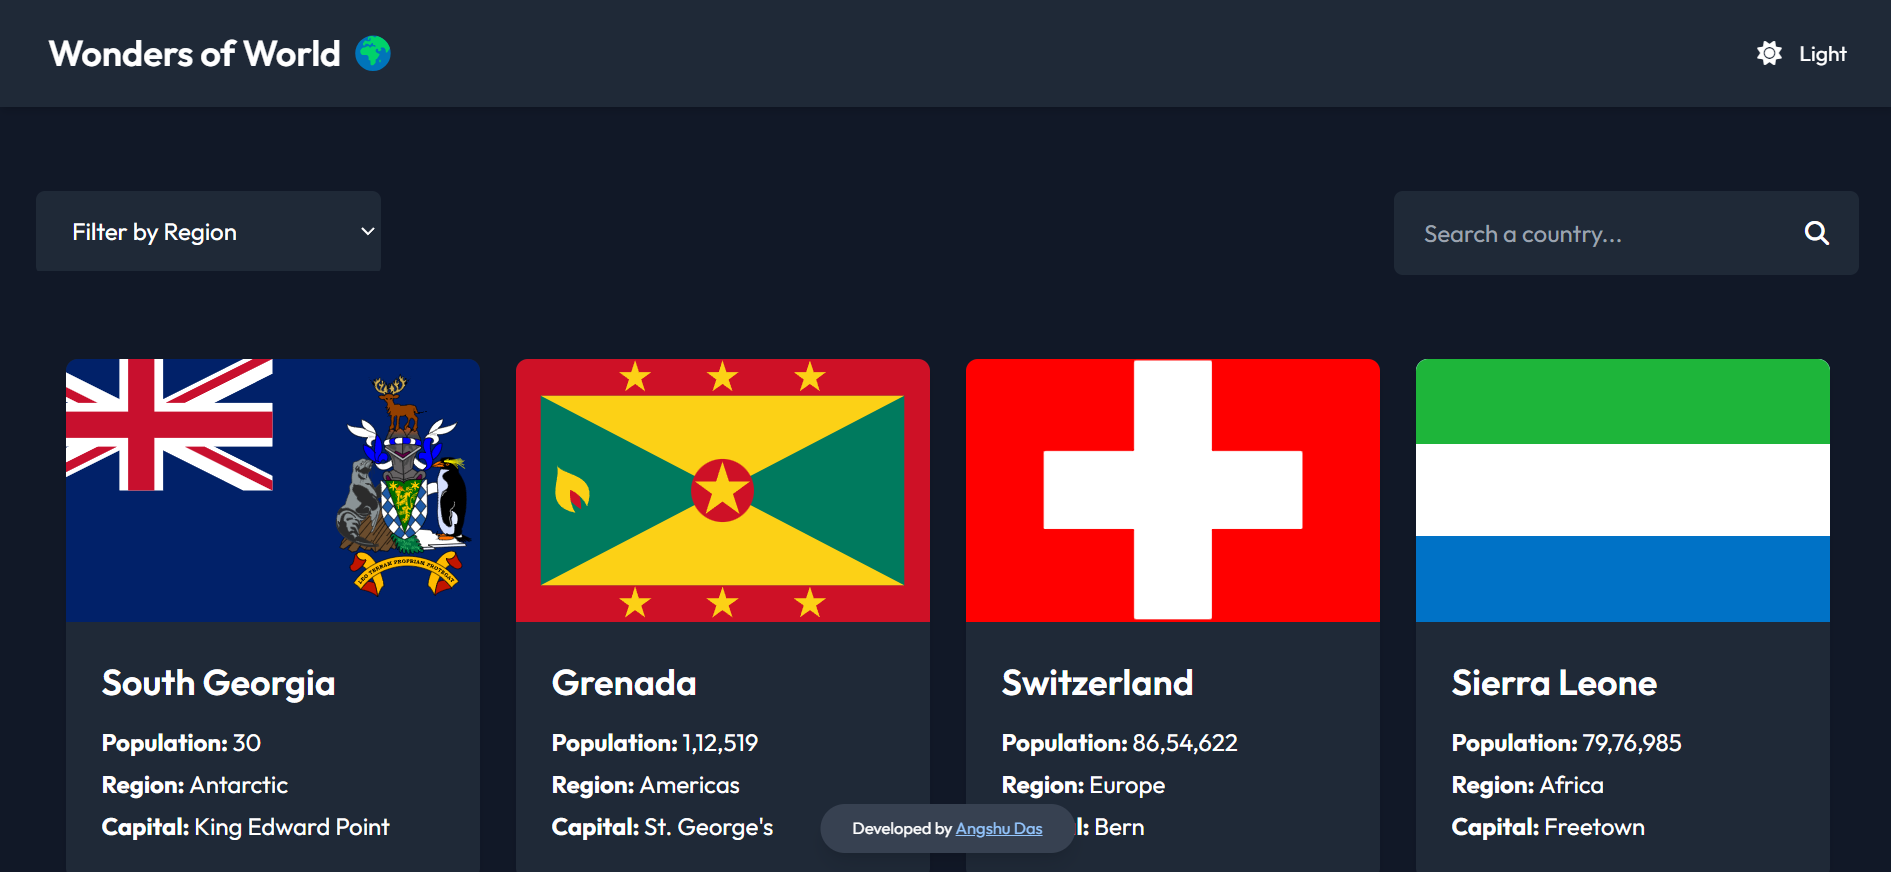 Wonders of World
Light
Filter by Region
Search a country...
LEO TERRAM PROPRIAM PROTEGAT
South Georgia
Population: 30
Region: Antarctic
Capital: King Edward Point
Grenada
Population: 1,12,519
Region: Americas
Capital: St. George's
Switzerland
Population: 86,54,622
Region: Europe
l: Bern
Sierra Leone
Population: 79,76,985
Region: Africa
Capital: Freetown
Developed by Angshu Das